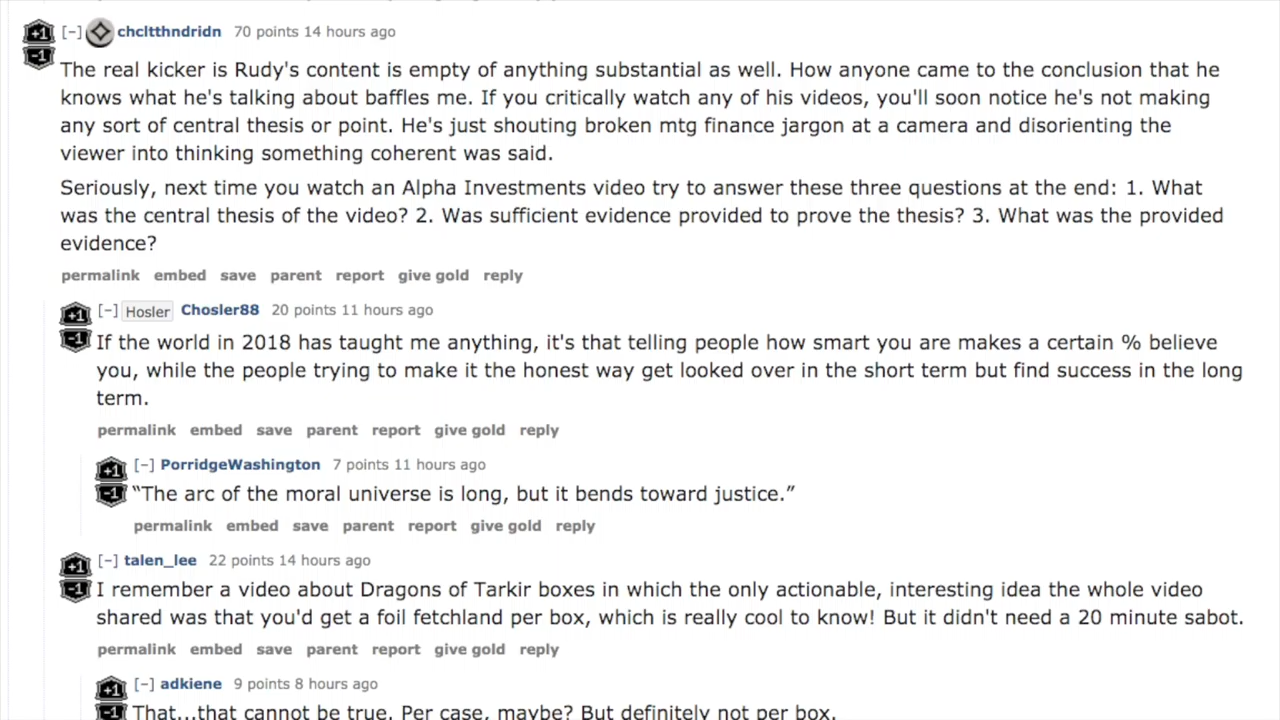 +1 [–] chcltthndridn 70 points 14 hours ago
-1
The real kicker is Rudy's content is empty of anything substantial as well. How anyone came to the conclusion that he
knows what he's talking about baffles me. If you critically watch any of his videos, you'll soon notice he's not making
any sort of central thesis or point. He's just shouting broken mtg finance jargon at a camera and disorienting the
viewer into thinking something coherent was said.
Seriously, next time you watch an Alpha Investments video try to answer these three questions at the end: 1. What
was the central thesis of the video? 2. Was sufficient evidence provided to prove the thesis? 3. What was the provided
evidence?
permalink embed save parent report give gold reply
+1 [–] Hosler Chosler88 20 points 11 hours ago
-1 If the world in 2018 has taught me anything, it's that telling people how smart you are makes a certain % believe
you, while the people trying to make it the honest way get looked over in the short term but find success in the long
term.
permalink embed save parent report give gold reply
+1 [–] PorridgeWashington 7 points 11 hours ago
-1 “The arc of the moral universe is long, but it bends toward justice.”
permalink embed save parent report give gold reply
+1 [–] talen_lee 22 points 14 hours ago
-1 I remember a video about Dragons of Tarkir boxes in which the only actionable, interesting idea the whole video
shared was that you'd get a foil fetchland per box, which is really cool to know! But it didn't need a 20 minute sabot.
permalink embed save parent report give gold reply
+1 [–] adkiene 9 points 8 hours ago
-1 That...that cannot be true. Per case, maybe? But definitely not per box.